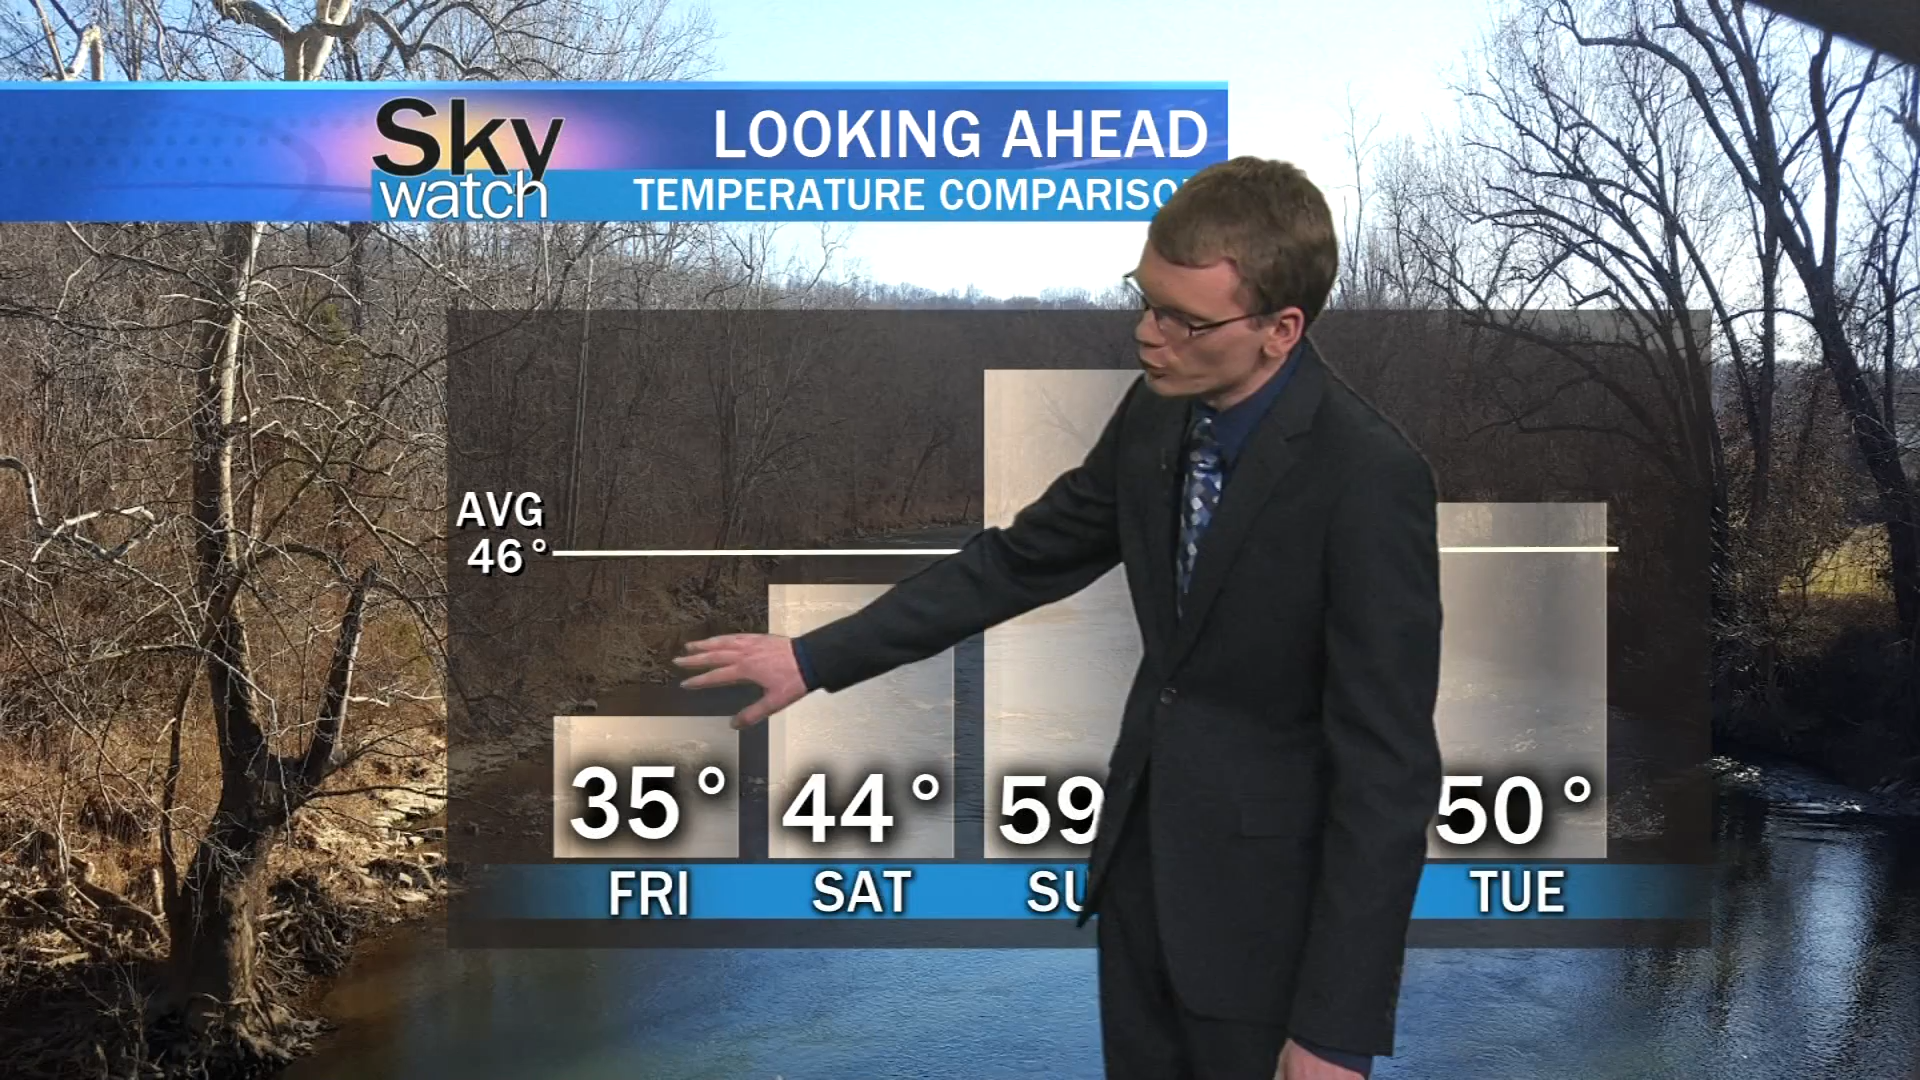 Sky
watch
LOOKING AHEAD
TEMPERATURE COMPARISO
AVG
46°
35° 44° 59 50°
FRI SAT SU TUE